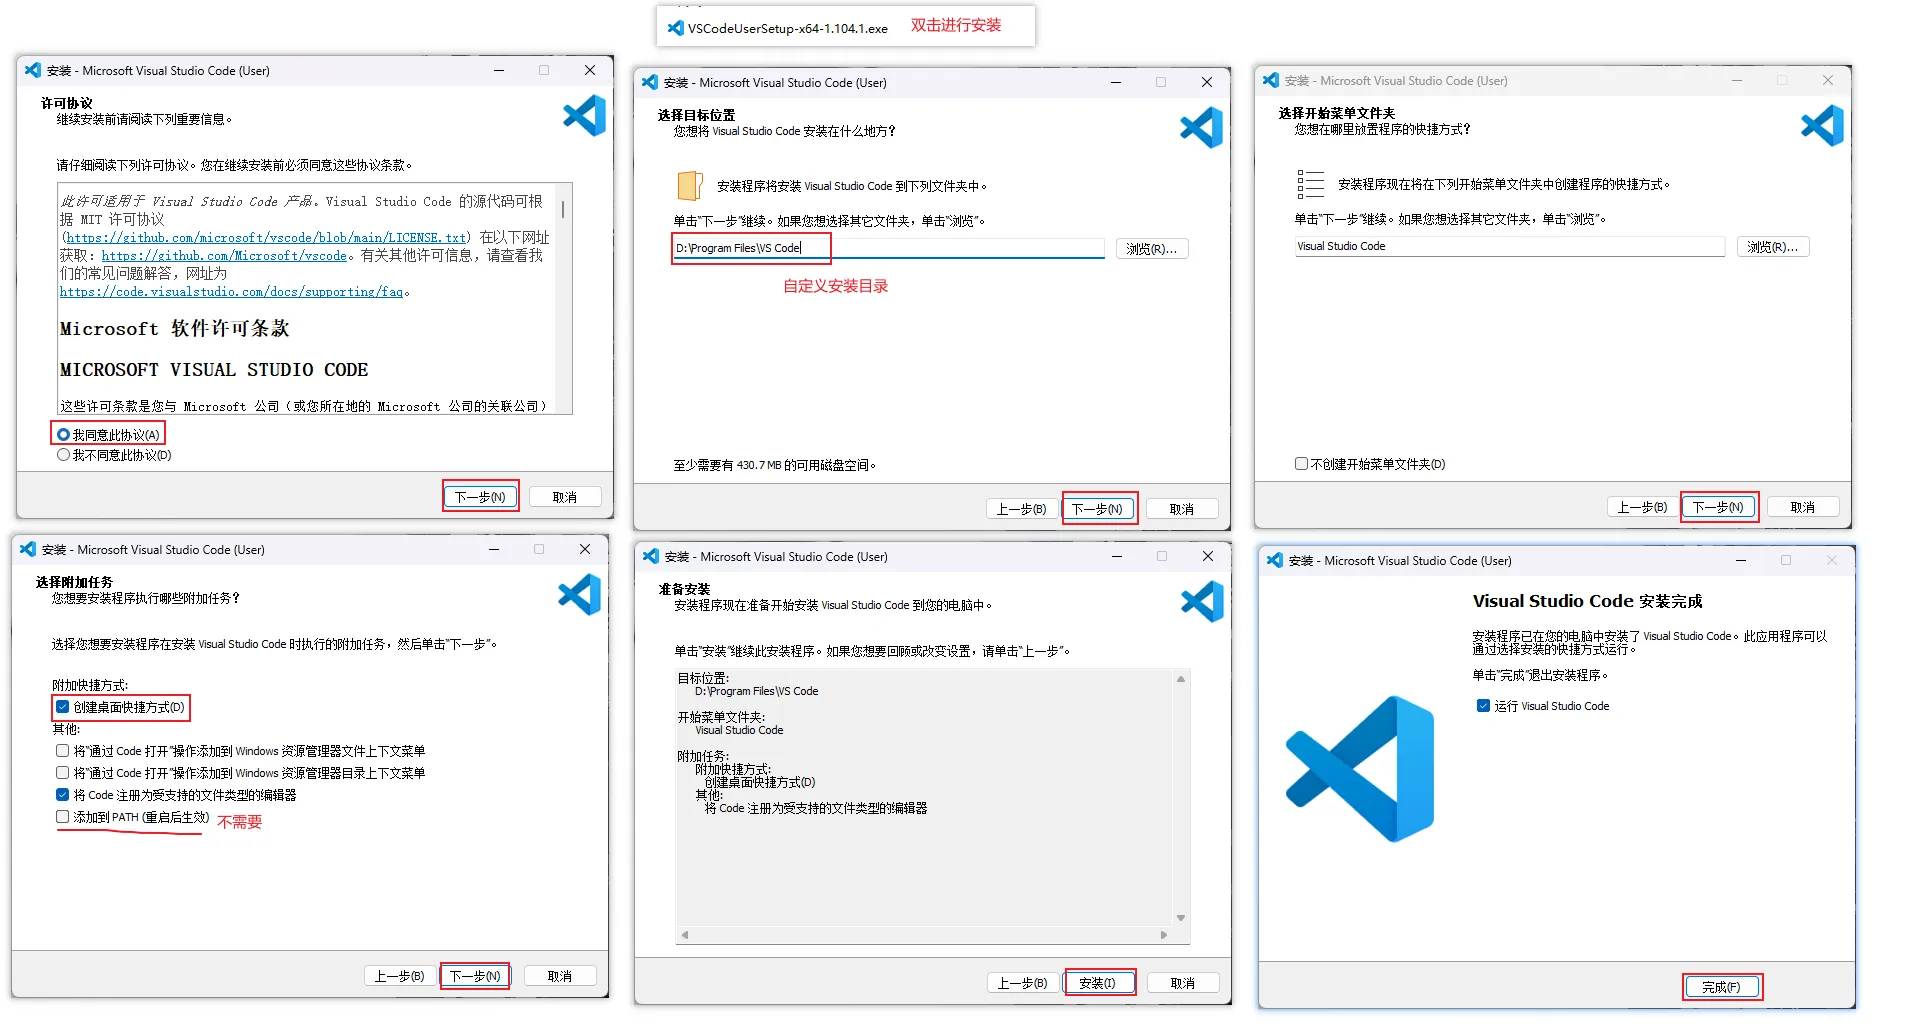 VSCodeUserSetup-x64-1.104.1.exe 双击进行安装
安装 - Microsoft Visual Studio Code (User)
许可协议
继续安装前请阅读下列重要信息。
请仔细阅读下列许可协议。您在继续安装前必须同意这些协议条款。
此许可适用于 Visual Studio Code 产品。Visual Studio Code 的源代码可根
据 MIT 许可协议
(https://github.com/microsoft/vscode/blob/main/LICENSE.txt) 在以下网址
获取：https://github.com/Microsoft/vscode。有关其他许可信息，请查看我
们的常见问题解答，网址为
https://code.visualstudio.com/docs/supporting/faq。
Microsoft 软件许可条款
MICROSOFT VISUAL STUDIO CODE
这些许可条款是您与 Microsoft 公司（或您所在地的 Microsoft 公司的关联公司）
我同意此协议(A)
我不同意此协议(D)
下一步(N)
取消
安装 - Microsoft Visual Studio Code (User)
选择目标位置
您想将 Visual Studio Code 安装在什么地方？
安装程序将安装 Visual Studio Code 到下列文件夹中。
单击“下一步”继续。如果您想选择其它文件夹，单击“浏览”。
D:\Program Files\VS Code
浏览(R)...
自定义安装目录
至少需要有 430.7 MB 的可用磁盘空间。
上一步(B)
下一步(N)
取消
安装 - Microsoft Visual Studio Code (User)
选择开始菜单文件夹
您想在哪里放置程序的快捷方式？
安装程序现在将在下列开始菜单文件夹中创建程序的快捷方式。
单击“下一步”继续。如果您想选择其它文件夹，单击“浏览”。
Visual Studio Code
浏览(R)...
不创建开始菜单文件夹(D)
上一步(B)
下一步(N)
取消
安装 - Microsoft Visual Studio Code (User)
选择附加任务
您想要安装程序执行哪些附加任务？
选择您想要安装程序在安装 Visual Studio Code 时执行的附加任务，然后单击“下一步”。
附加快捷方式:
创建桌面快捷方式(D)
其他:
将“通过 Code 打开”操作添加到 Windows 资源管理器文件上下文菜单
将“通过 Code 打开”操作添加到 Windows 资源管理器目录上下文菜单
将 Code 注册为受支持的文件类型的编辑器
添加到 PATH (重启后生效) 不需要
上一步(B)
下一步(N)
取消
安装 - Microsoft Visual Studio Code (User)
准备安装
安装程序现在准备开始安装 Visual Studio Code 到您的电脑中。
单击“安装”继续此安装程序。如果您想要回顾或改变设置，请单击“上一步”。
目标位置:
D:\Program Files\VS Code
开始菜单文件夹:
Visual Studio Code
附加任务:
附加快捷方式:
创建桌面快捷方式(D)
其他:
将 Code 注册为受支持的文件类型的编辑器
上一步(B)
安装(I)
取消
安装 - Microsoft Visual Studio Code (User)
Visual Studio Code 安装完成
安装程序已在您的电脑中安装了 Visual Studio Code。此应用程序可以
通过选择安装的快捷方式运行。
单击“完成”退出安装程序。
运行 Visual Studio Code
完成(F)